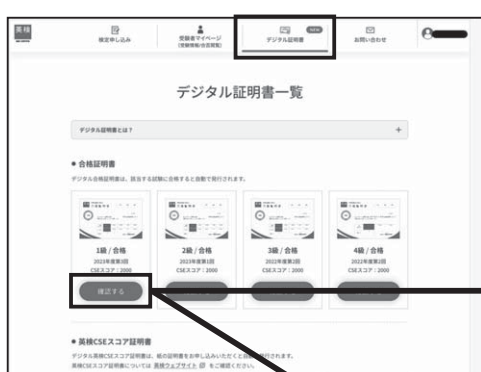 英検
検定申し込み
受験者マイページ
(受験情報/合否閲覧)
デジタル証明書
NEW
お問い合わせ
デジタル証明書一覧
デジタル証明書とは?
+
● 合格証明書
デジタル合格証明書は、該当する試験に合格すると自動で発行されます。
1級 / 合格
2級 / 合格
3級 / 合格
4級 / 合格
2023年度第3回
2023年度第1回
2022年度第2回
2022年度第2回
CSEスコア:2000
CSEスコア:2000
CSEスコア:2000
CSEスコア:2000
確認する
● 英検CSEスコア証明書
デジタル英検CSEスコア証明書は、紙の証明書をお申し込みいただくと 発行されます。
英検CSEスコア証明書については 英検ウェブサイト をご確認ください。